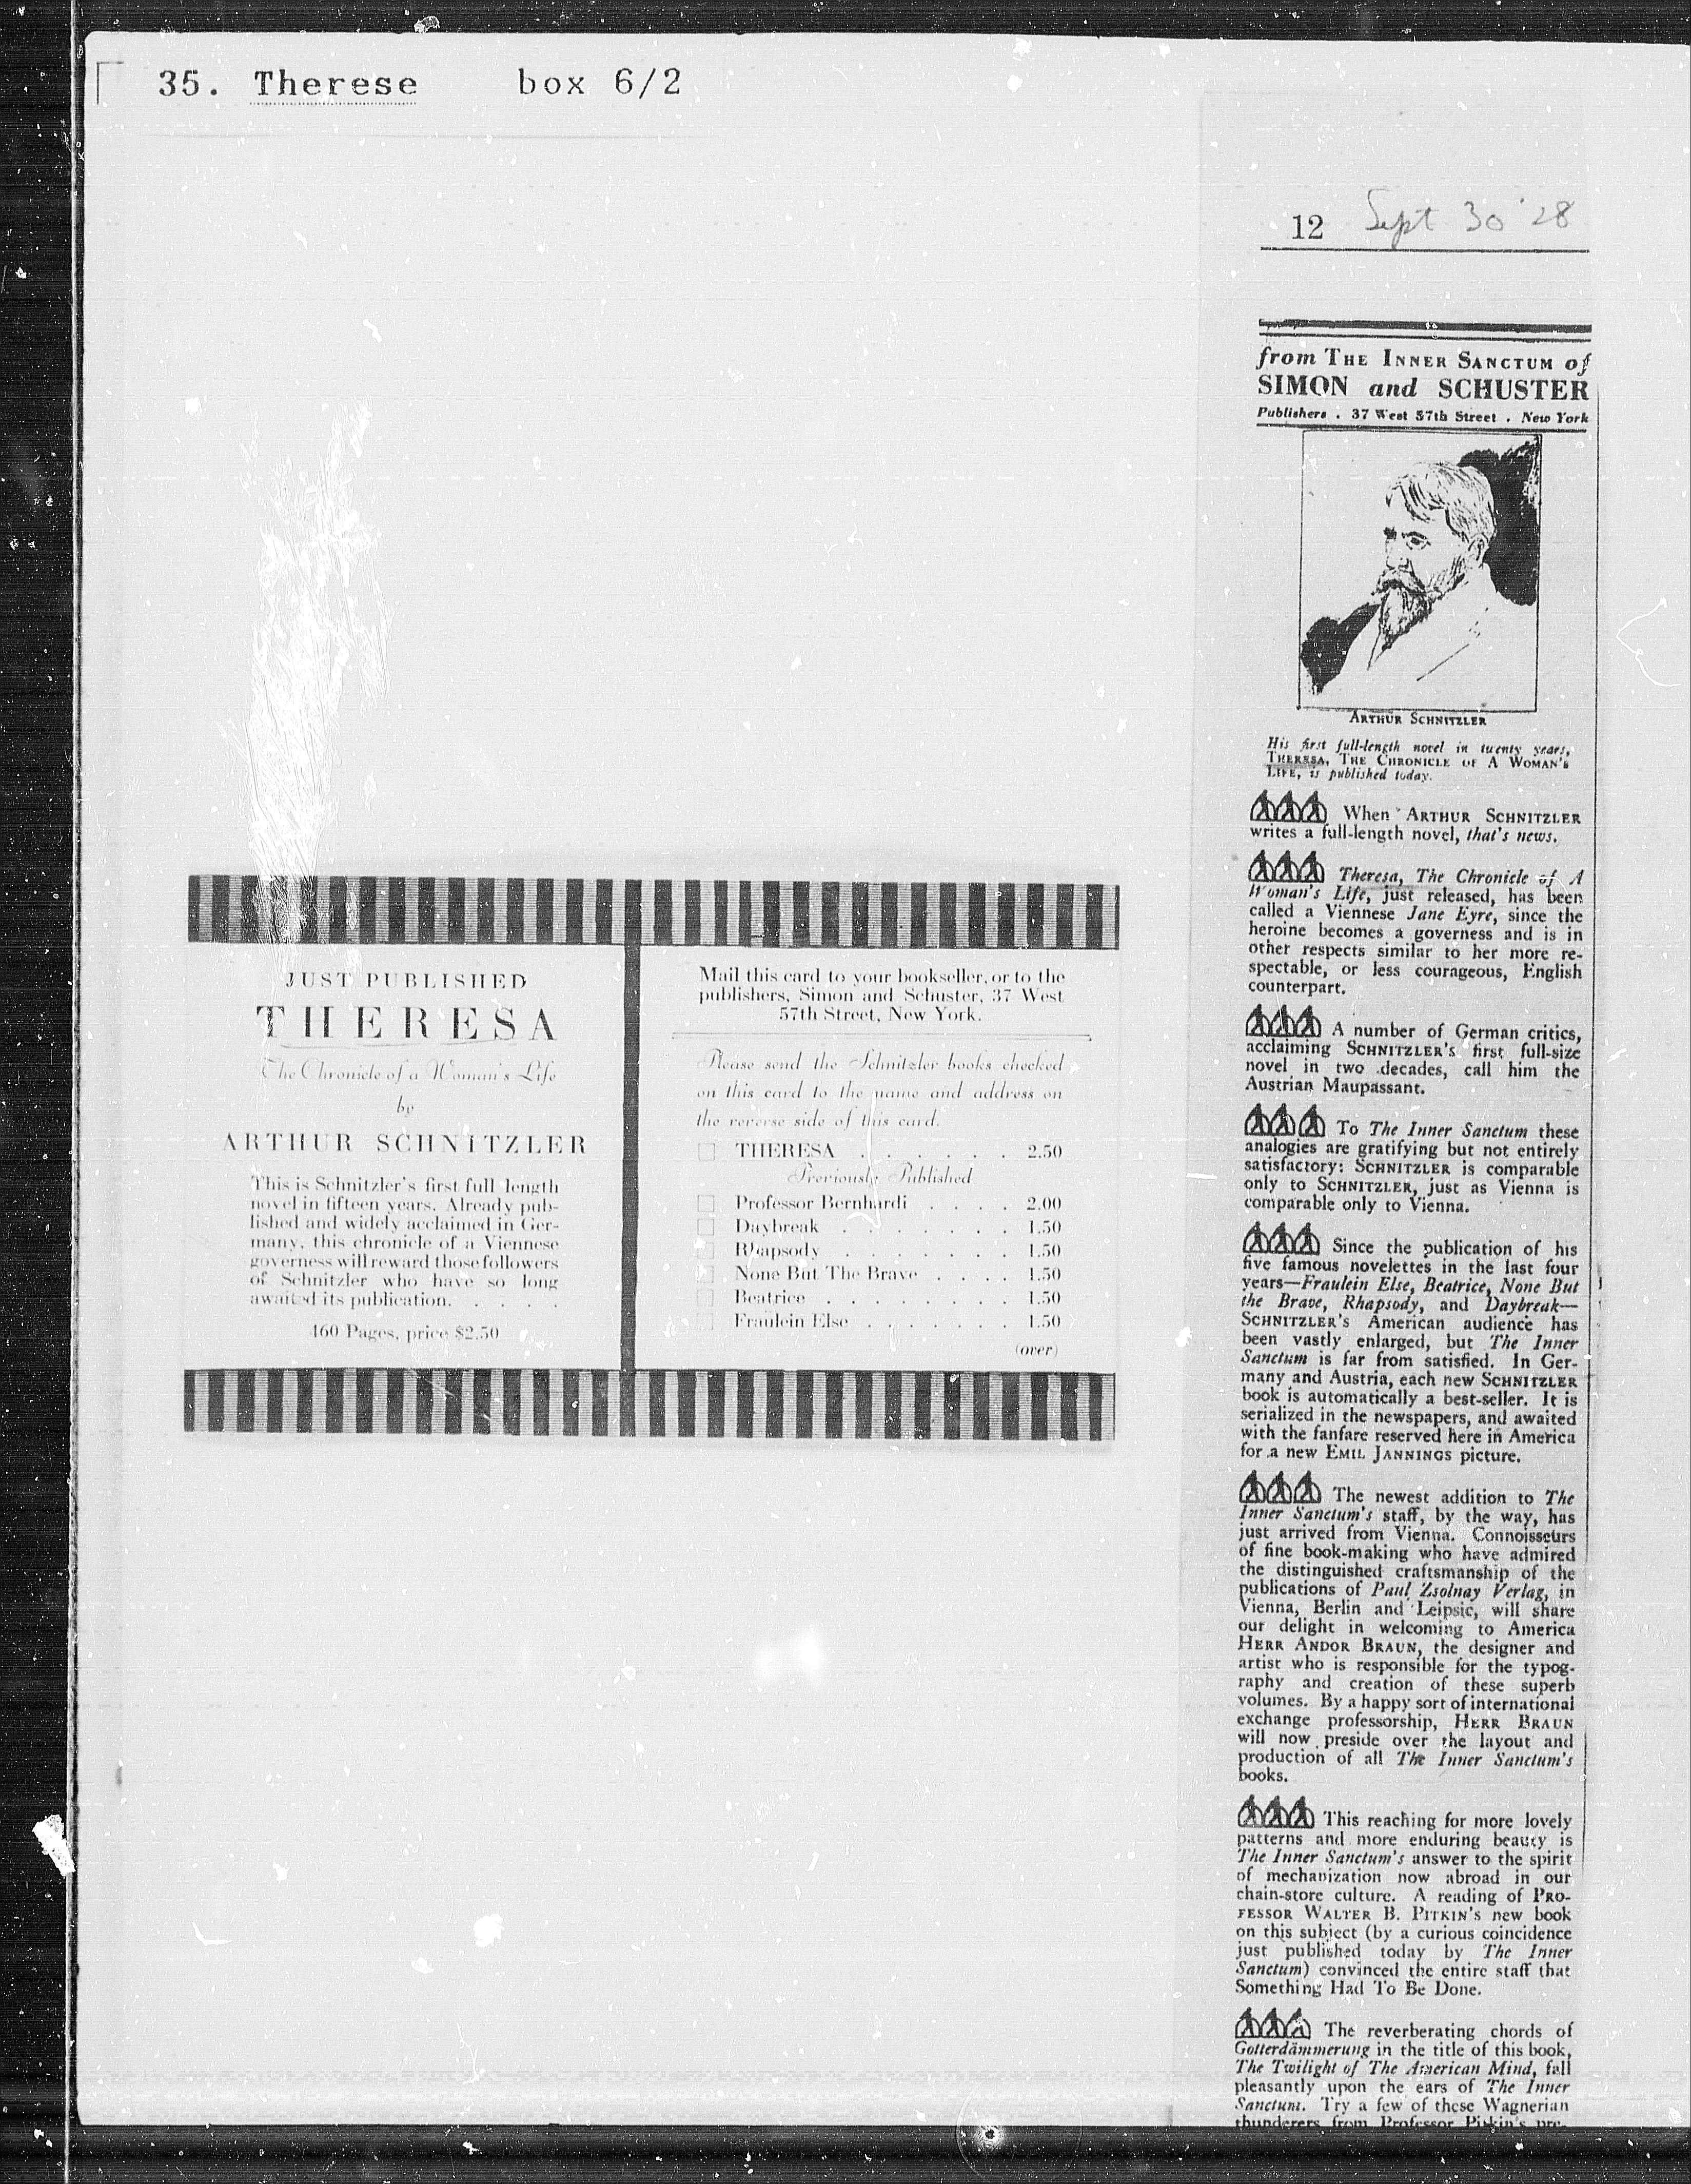 35. Therese box 6/2
JUST PUBLISHED
THERESA
The Chronicle of a Woman's Life
by
ARTHUR SCHNITZLER
This is Schnitzler's first full length
novel in fifteen years. Already pub-
lished and widely acclaimed in Ger-
many, this chronicle of a Viennese
governess will reward those followers
of Schnitzler who have so long
awaited its publication. . . . .
460 Pages, price $2.50
Mail this card to your bookseller, or to the
publishers, Simon and Schuster, 37 West
57th Street, New York.
Please send the Schnitzler books checked
on this card to the name and address on
the reverse side of this card.
THERESA . . . . . . 2.50
Previously Published
Professor Bernhardi . . . . 2.00
Daybreak . . . . . . . 1.50
Rhapsody . . . . . . . 1.50
None But The Brave . . . . 1.50
Beatrice . . . . . . . . 1.50
Fraulein Else . . . . . . . 1.50
(over)
12 Sept 30 '28
from THE INNER SANCTUM of
SIMON and SCHUSTER
Publishers . 37 West 57th Street . New York
ARTHUR SCHNITZLER
His first full-length novel in twenty years,
THERESA, THE CHRONICLE OF A WOMAN'S
LIFE, is published today.
When ARTHUR SCHNITZLER
writes a full-length novel, that's news.
Theresa, The Chronicle of A
Woman's Life, just released, has been
called a Viennese Jane Eyre, since the
heroine becomes a governess and is in
other respects similar to her more re-
spectable, or less courageous, English
counterpart.
A number of German critics,
acclaiming SCHNITZLER'S first full-size
novel in two decades, call him the
Austrian Maupassant.
To The Inner Sanctum these
analogies are gratifying but not entirely
satisfactory: SCHNITZLER is comparable
only to SCHNITZLER, just as Vienna is
comparable only to Vienna.
Since the publication of his
five famous novelettes in the last four
years—Fraulein Else, Beatrice, None But
the Brave, Rhapsody, and Daybreak—
SCHNITZLER'S American audience has
been vastly enlarged, but The Inner
Sanctum is far from satisfied. In Ger-
many and Austria, each new SCHNITZLER
book is automatically a best-seller. It is
serialized in the newspapers, and awaited
with the fanfare reserved here in America
for a new EMIL JANNINGS picture.
The newest addition to The
Inner Sanctum's staff, by the way, has
just arrived from Vienna. Connoisseurs
of fine book-making who have admired
the distinguished craftsmanship of the
publications of Paul Zsolnay Verlag, in
Vienna, Berlin and Leipsic, will share
our delight in welcoming to America
HERR ANDOR BRAUN, the designer and
artist who is responsible for the typog-
raphy and creation of these superb
volumes. By a happy sort of international
exchange professorship, HERR BRAUN
will now preside over the layout and
production of all The Inner Sanctum's
books.
This reaching for more lovely
patterns and more enduring beauty is
The Inner Sanctum's answer to the spirit
of mechanization now abroad in our
chain-store culture. A reading of PRO-
FESSOR WALTER B. PITKIN'S new book
on this subject (by a curious coincidence
just published today by The Inner
Sanctum) convinced the entire staff that
Something Had To Be Done.
The reverberating chords of
Gotterdämmerung in the title of this book,
The Twilight of The American Mind, fall
pleasantly upon the ears of The Inner
Sanctum. Try a few of these Wagnerian
thunderers from Professor Pitkin's pre-